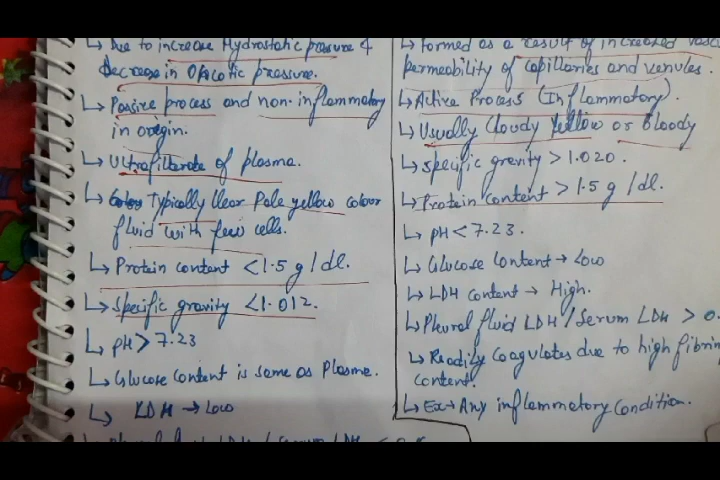 ↳ Due to increase Hydrostatic pressure &
decrease in Oncotic pressure.
↳ Passive process and non-inflammatory
in origin.
↳ Ultrafilterate of plasma.
↳ Typically clear Pale yellow colour
fluid with few cells.
↳ Protein content < 1.5 g/dl.
↳ Specific gravity < 1.012.
↳ pH > 7.23
↳ Glucose content is same as Plasma.
↳ LDH → Low
LDH / Serum LDH <
↳ Formed as a result of increased
permeability of capillaries and venules.
↳ Active Process (Inflammatory).
↳ Usually Cloudy Yellow or Bloody
↳ specific gravity > 1.020.
↳ Protein content > 1.5 g/dl.
↳ pH < 7.23.
↳ Glucose Content → Low
↳ LDH content → High.
↳ Pleural fluid LDH / Serum LDH > 0.
↳ Readily coagulates due to high fibrin
content.
↳ Ex → Any inflammatory Condition.